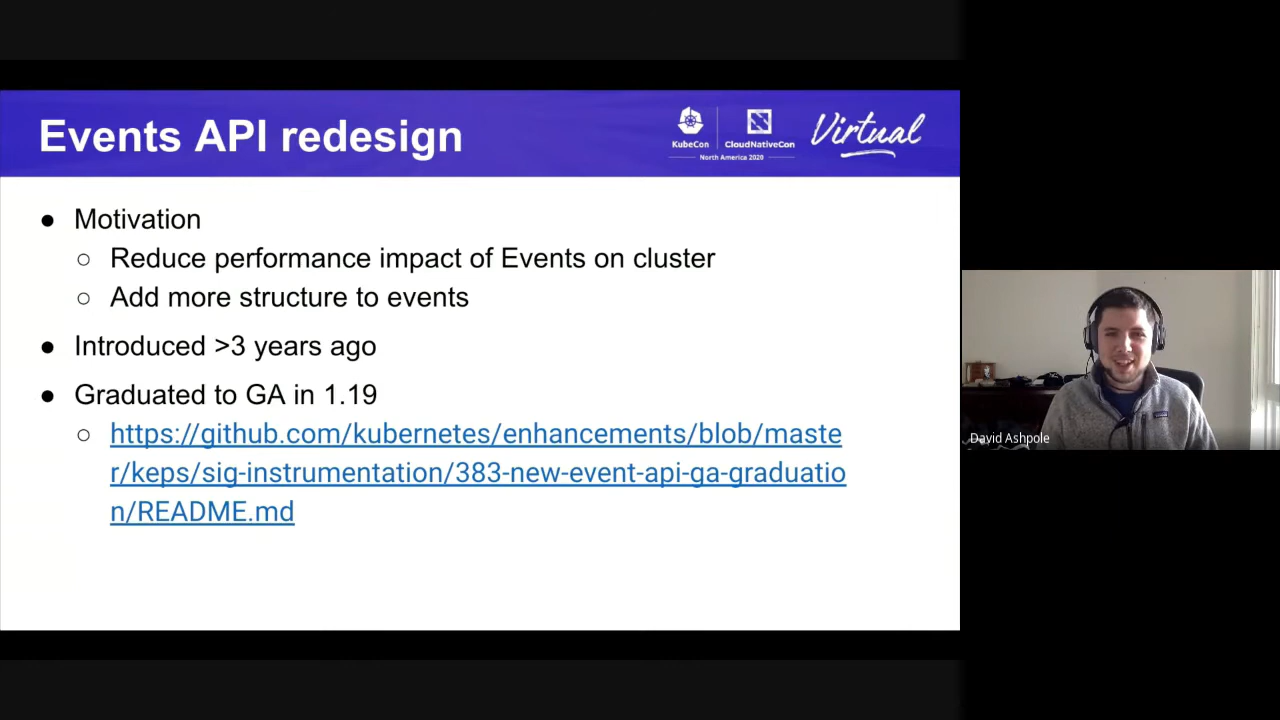 Events API redesign
KubeCon
CloudNativeCon
North America 2020
Virtual
● Motivation
○ Reduce performance impact of Events on cluster
○ Add more structure to events
● Introduced >3 years ago
● Graduated to GA in 1.19
○ https://github.com/kubernetes/enhancements/blob/maste
r/keps/sig-instrumentation/383-new-event-api-ga-graduatio
n/README.md
David Ashpole